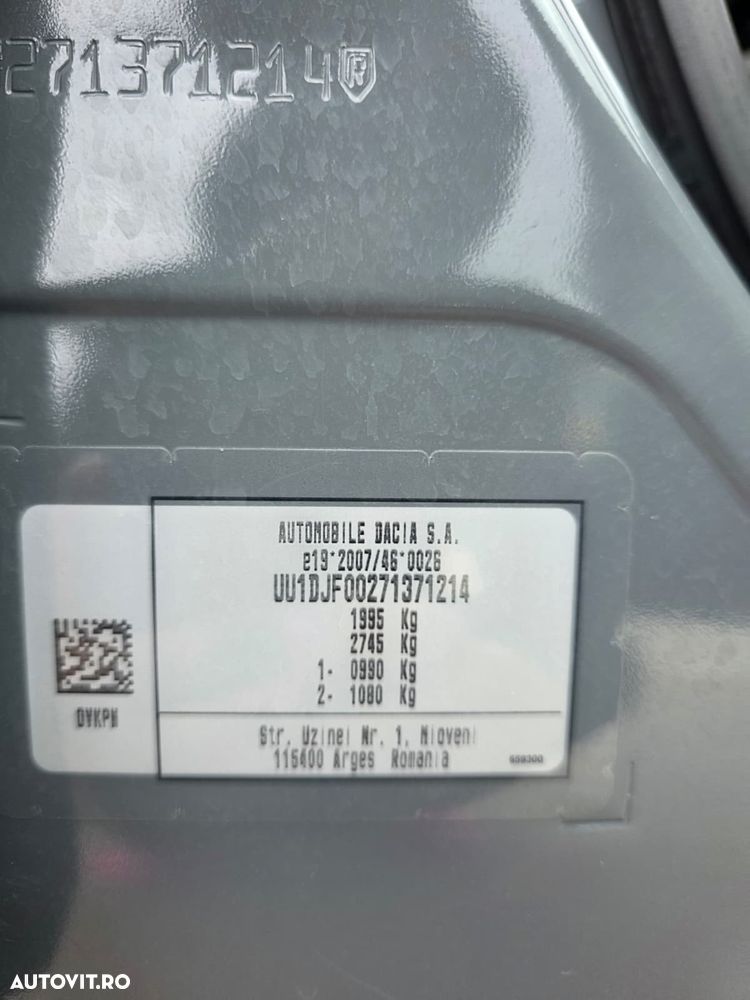 271371214
AUTOMOBILE DACIA S.A.
e19*2007/46*0026
UU1DJF00271371214
1995 Kg
2745 Kg
1- 0990 Kg
2- 1080 Kg
Str. Uzinei Nr. 1, Mioveni
115400 Arges Romania
AUTOVIT.RO